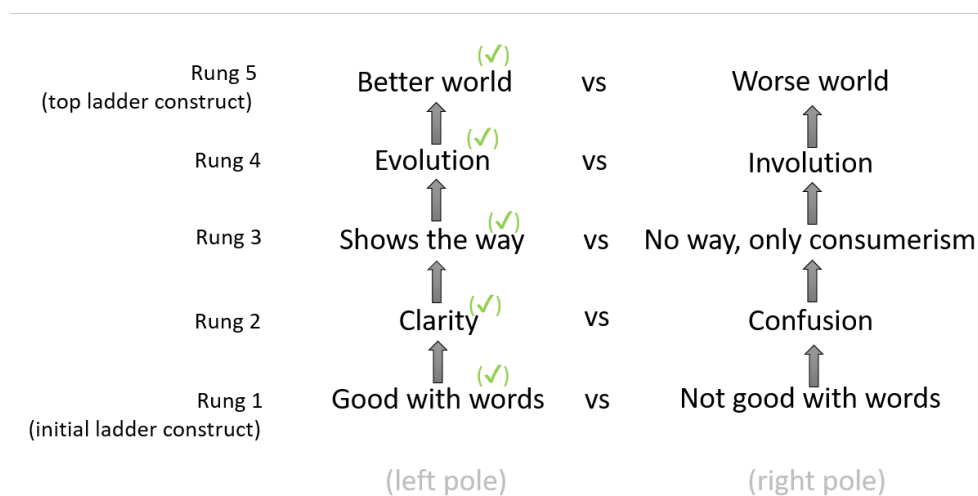 (✓)
Rung 5 Better world vs Worse world
(top ladder construct)
(✓)
Rung 4 Evolution vs Involution
(✓)
Rung 3 Shows the way vs No way, only consumerism
(✓)
Rung 2 Clarity vs Confusion
(✓)
Rung 1 Good with words vs Not good with words
(initial ladder construct)
(left pole) (right pole)